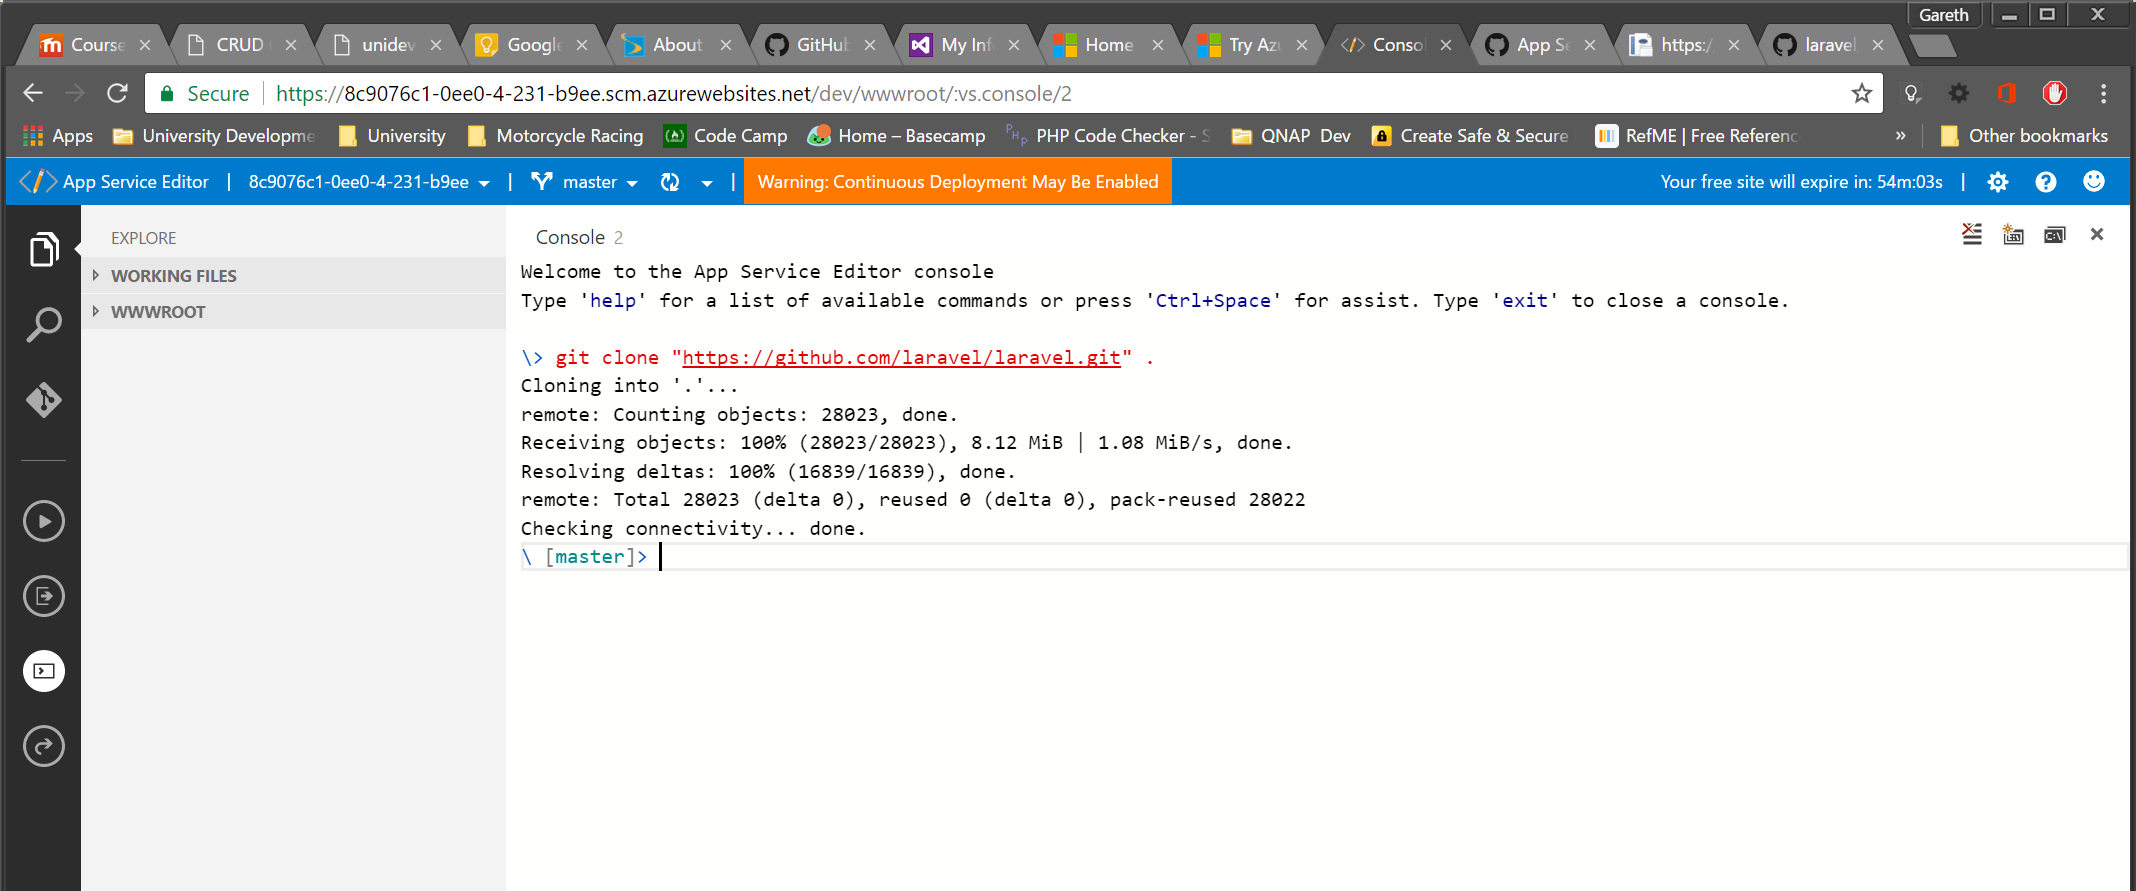 Gareth
Course CRUD unidev Google About GitHub My Inf Home Try Azu Consol App Se https:/ laravel
Secure https://8c9076c1-0ee0-4-231-b9ee.scm.azurewebsites.net/dev/wwwroot/:vs.console/2
Apps University Developme University Motorcycle Racing Code Camp Home – Basecamp PHP Code Checker - S QNAP Dev Create Safe & Secure RefME | Free Referenc » Other bookmarks
</> App Service Editor | 8c9076c1-0ee0-4-231-b9ee | master | Warning: Continuous Deployment May Be Enabled Your free site will expire in: 54m:03s |
EXPLORE
WORKING FILES
WWWROOT
Console 2
Welcome to the App Service Editor console
Type 'help' for a list of available commands or press 'Ctrl+Space' for assist. Type 'exit' to close a console.
\> git clone "https://github.com/laravel/laravel.git" .
Cloning into '.'...
remote: Counting objects: 28023, done.
Receiving objects: 100% (28023/28023), 8.12 MiB | 1.08 MiB/s, done.
Resolving deltas: 100% (16839/16839), done.
remote: Total 28023 (delta 0), reused 0 (delta 0), pack-reused 28022
Checking connectivity... done.
\ [master]>